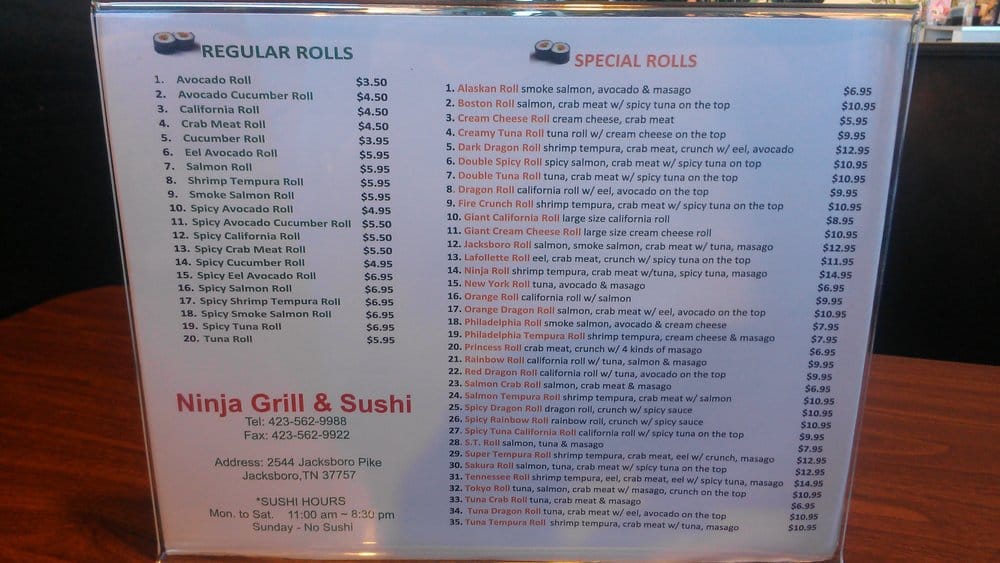 REGULAR ROLLS
1. Avocado Roll $3.50
2. Avocado Cucumber Roll $4.50
3. California Roll $4.50
4. Crab Meat Roll $4.50
5. Cucumber Roll $3.95
6. Eel Avocado Roll $5.95
7. Salmon Roll $5.95
8. Shrimp Tempura Roll $5.95
9. Smoke Salmon Roll $5.95
10. Spicy Avocado Roll $4.95
11. Spicy Avocado Cucumber Roll $5.50
12. Spicy California Roll $5.50
13. Spicy Crab Meat Roll $5.50
14. Spicy Cucumber Roll $4.95
15. Spicy Eel Avocado Roll $6.95
16. Spicy Salmon Roll $6.95
17. Spicy Shrimp Tempura Roll $6.95
18. Spicy Smoke Salmon Roll $6.95
19. Spicy Tuna Roll $6.95
20. Tuna Roll $5.95
Ninja Grill & Sushi
Tel: 423-562-9988
Fax: 423-562-9922
Address: 2544 Jacksboro Pike
Jacksboro,TN 37757
*SUSHI HOURS
Mon. to Sat. 11:00 am ~ 8:30 pm
Sunday - No Sushi
SPECIAL ROLLS
1. Alaskan Roll smoke salmon, avocado & masago $6.95
2. Boston Roll salmon, crab meat w/ spicy tuna on the top $10.95
3. Cream Cheese Roll cream cheese, crab meat $5.95
4. Creamy Tuna Roll tuna roll w/ cream cheese on the top $9.95
5. Dark Dragon Roll shrimp tempura, crab meat, crunch w/ eel, avocado $12.95
6. Double Spicy Roll spicy salmon, crab meat w/ spicy tuna on top $10.95
7. Double Tuna Roll tuna, crab meat w/ spicy tuna on the top $10.95
8. Dragon Roll california roll w/ eel, avocado on the top $9.95
9. Fire Crunch Roll shrimp tempura, crab meat w/ spicy tuna on the top $10.95
10. Giant California Roll large size california roll $8.95
11. Giant Cream Cheese Roll large size cream cheese roll $10.95
12. Jacksboro Roll salmon, smoke salmon, crab meat w/ tuna, masago $12.95
13. Lafollette Roll eel, crab meat, crunch w/ spicy tuna on the top $11.95
14. Ninja Roll shrimp tempura, crab meat w/tuna, spicy tuna, masago $14.95
15. New York Roll tuna, avocado & masago $6.95
16. Orange Roll california roll w/ salmon $9.95
17. Orange Dragon Roll salmon, crab meat w/ eel, avocado on the top $10.95
18. Philadelphia Roll smoke salmon, avocado & cream cheese $7.95
19. Philadelphia Tempura Roll shrimp tempura, cream cheese & masago $7.95
20. Princess Roll crab meat, crunch w/ 4 kinds of masago $6.95
21. Rainbow Roll california roll w/ tuna, salmon & masago $9.95
22. Red Dragon Roll california roll w/ tuna, avocado on the top $9.95
23. Salmon Crab Roll salmon, crab meat & masago $6.95
24. Salmon Tempura Roll shrimp tempura, crab meat w/ salmon $10.95
25. Spicy Dragon Roll dragon roll, crunch w/ spicy sauce $10.95
26. Spicy Rainbow Roll rainbow roll, crunch w/ spicy sauce $10.95
27. Spicy Tuna California Roll california roll w/ spicy tuna on the top $9.95
28. S.T. Roll salmon, tuna & masago $7.95
29. Super Tempura Roll shrimp tempura, crab meat, eel w/ crunch, masago $12.95
30. Sakura Roll salmon, tuna, crab meat w/ spicy tuna on the top $12.95
31. Tennessee Roll shrimp tempura, eel, crab meat, eel w/ spicy tuna, masago $14.95
32. Tokyo Roll tuna, salmon, crab meat w/ masago, crunch on the top $10.95
33. Tuna Crab Roll tuna, crab meat & masago $6.95
34. Tuna Dragon Roll tuna, crab meat w/ eel, avocado on the top $10.95
35. Tuna Tempura Roll shrimp tempura, crab meat w/ tuna, masago $10.95